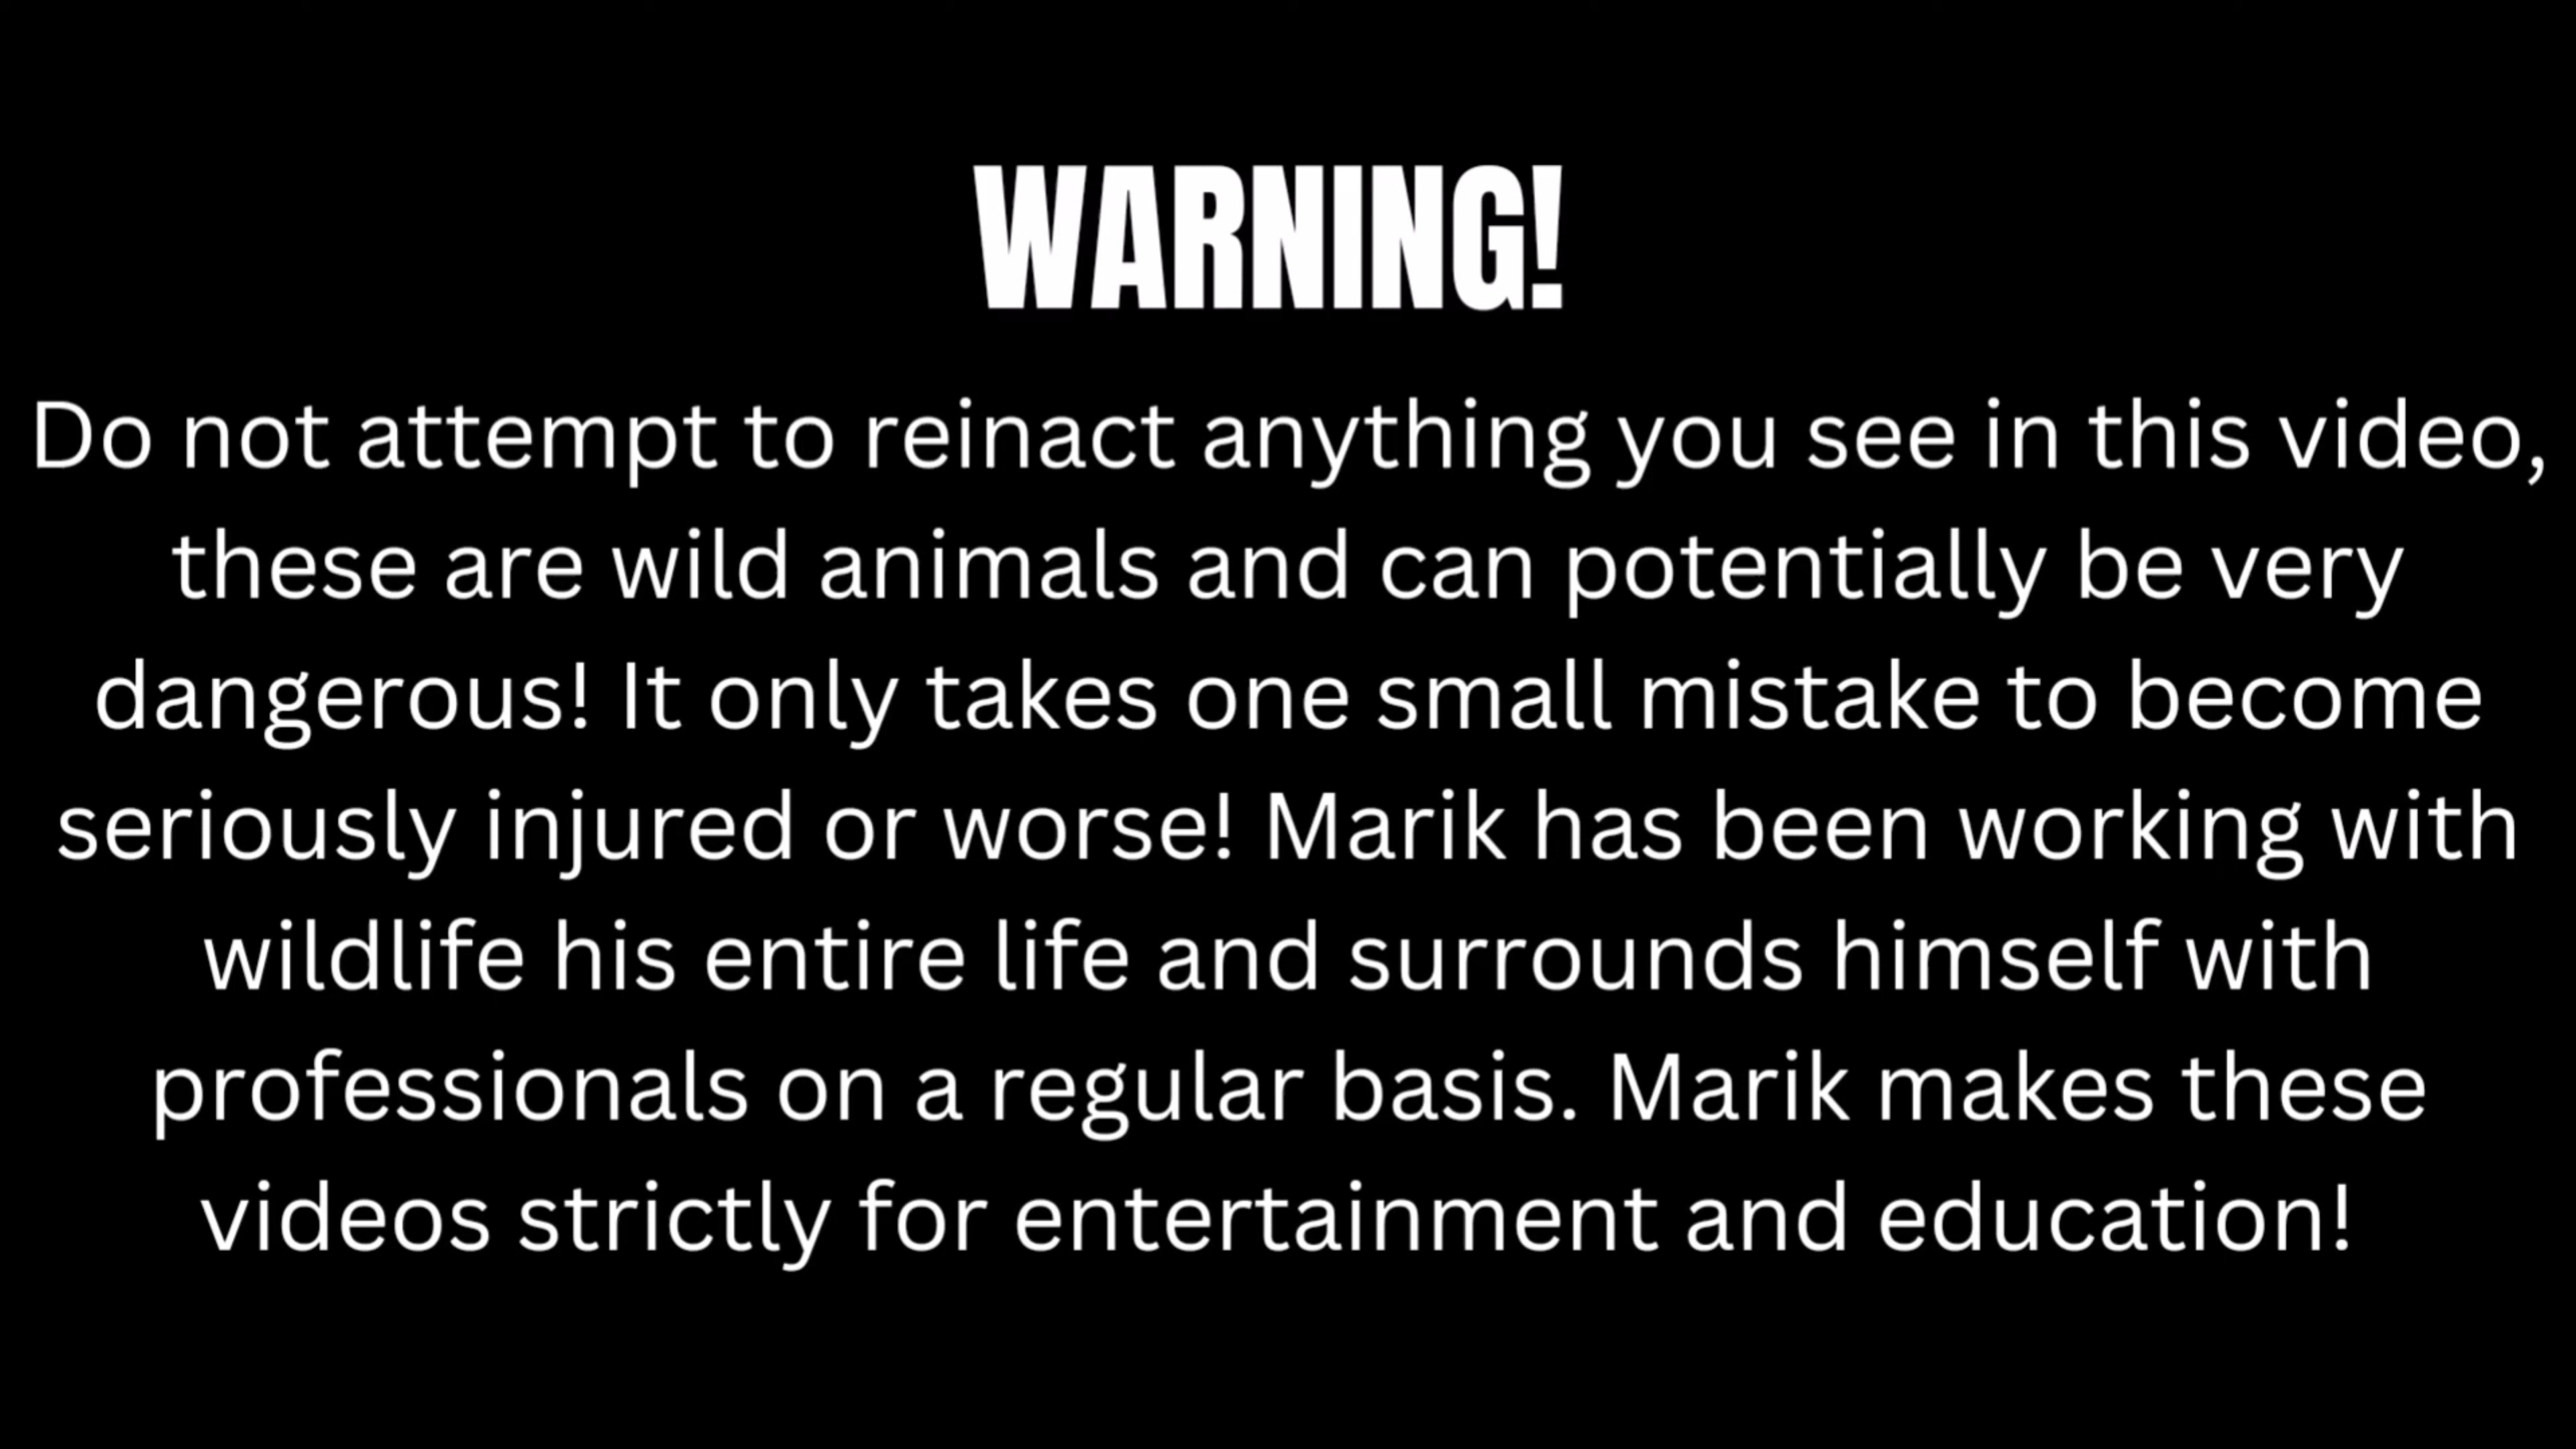 WARNING!
Do not attempt to reinact anything you see in this video,
these are wild animals and can potentially be very
dangerous! It only takes one small mistake to become
seriously injured or worse! Marik has been working with
wildlife his entire life and surrounds himself with
professionals on a regular basis. Marik makes these
videos strictly for entertainment and education!